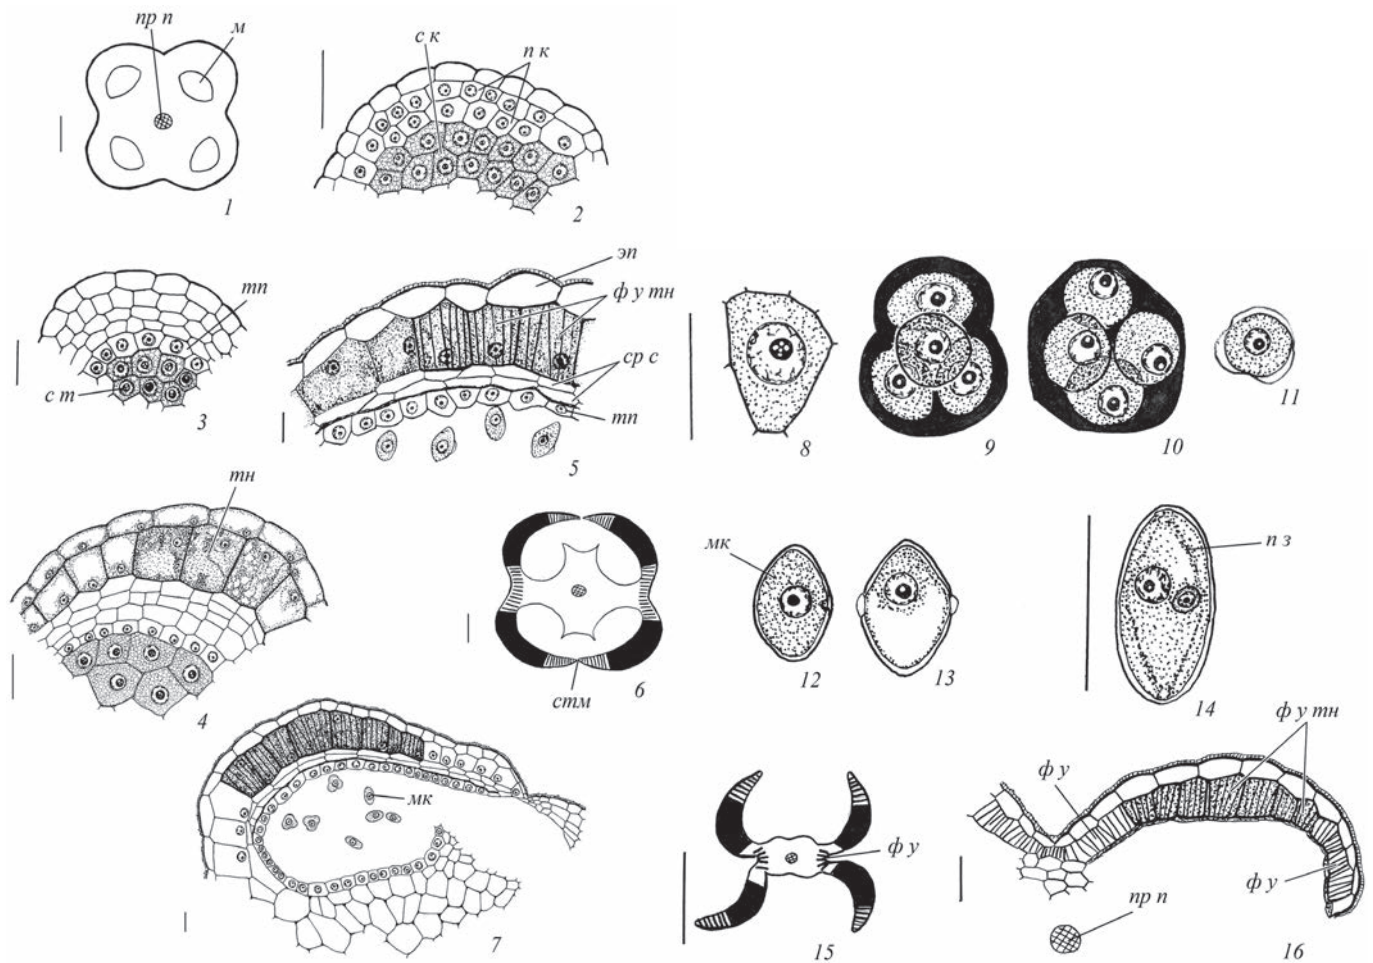 пр п
м
1
с к
п к
2
тп
с т
3
эп
ф у тн
ср с
тп
5
8
9
10
11
тн
4
стм
6
мк
12
13
п з
14
мк
7
ф у
15
ф у тн
ф у
ф у
пр п
16